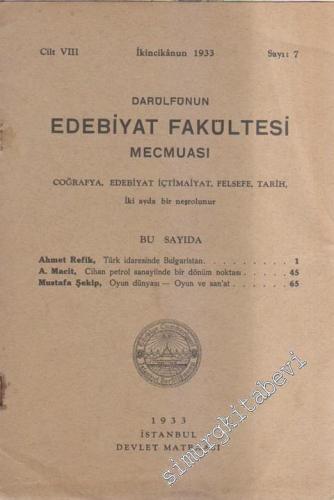 Cilt VIII İkincikânun 1933 Sayı: 7
DARÜLFÜNUN
EDEBİYAT FAKÜLTESİ
MECMUASI
COĞRAFYA, EDEBİYAT İÇTİMAİYAT, FELSEFE, TARİH,
İki ayda bir neşrolunur
BU SAYIDA
Ahmet Refik, Türk idaresinde Bulgaristan. . . . . . . . . 1
A. Macit, Cihan petrol sanayiinde bir dönüm noktası . . . . . 45
Mustafa Şekip, Oyun dünyası — Oyun ve san'at . . . . . . 65
1933
İSTANBUL
DEVLET MATBAASI
simurgkitabevi.com